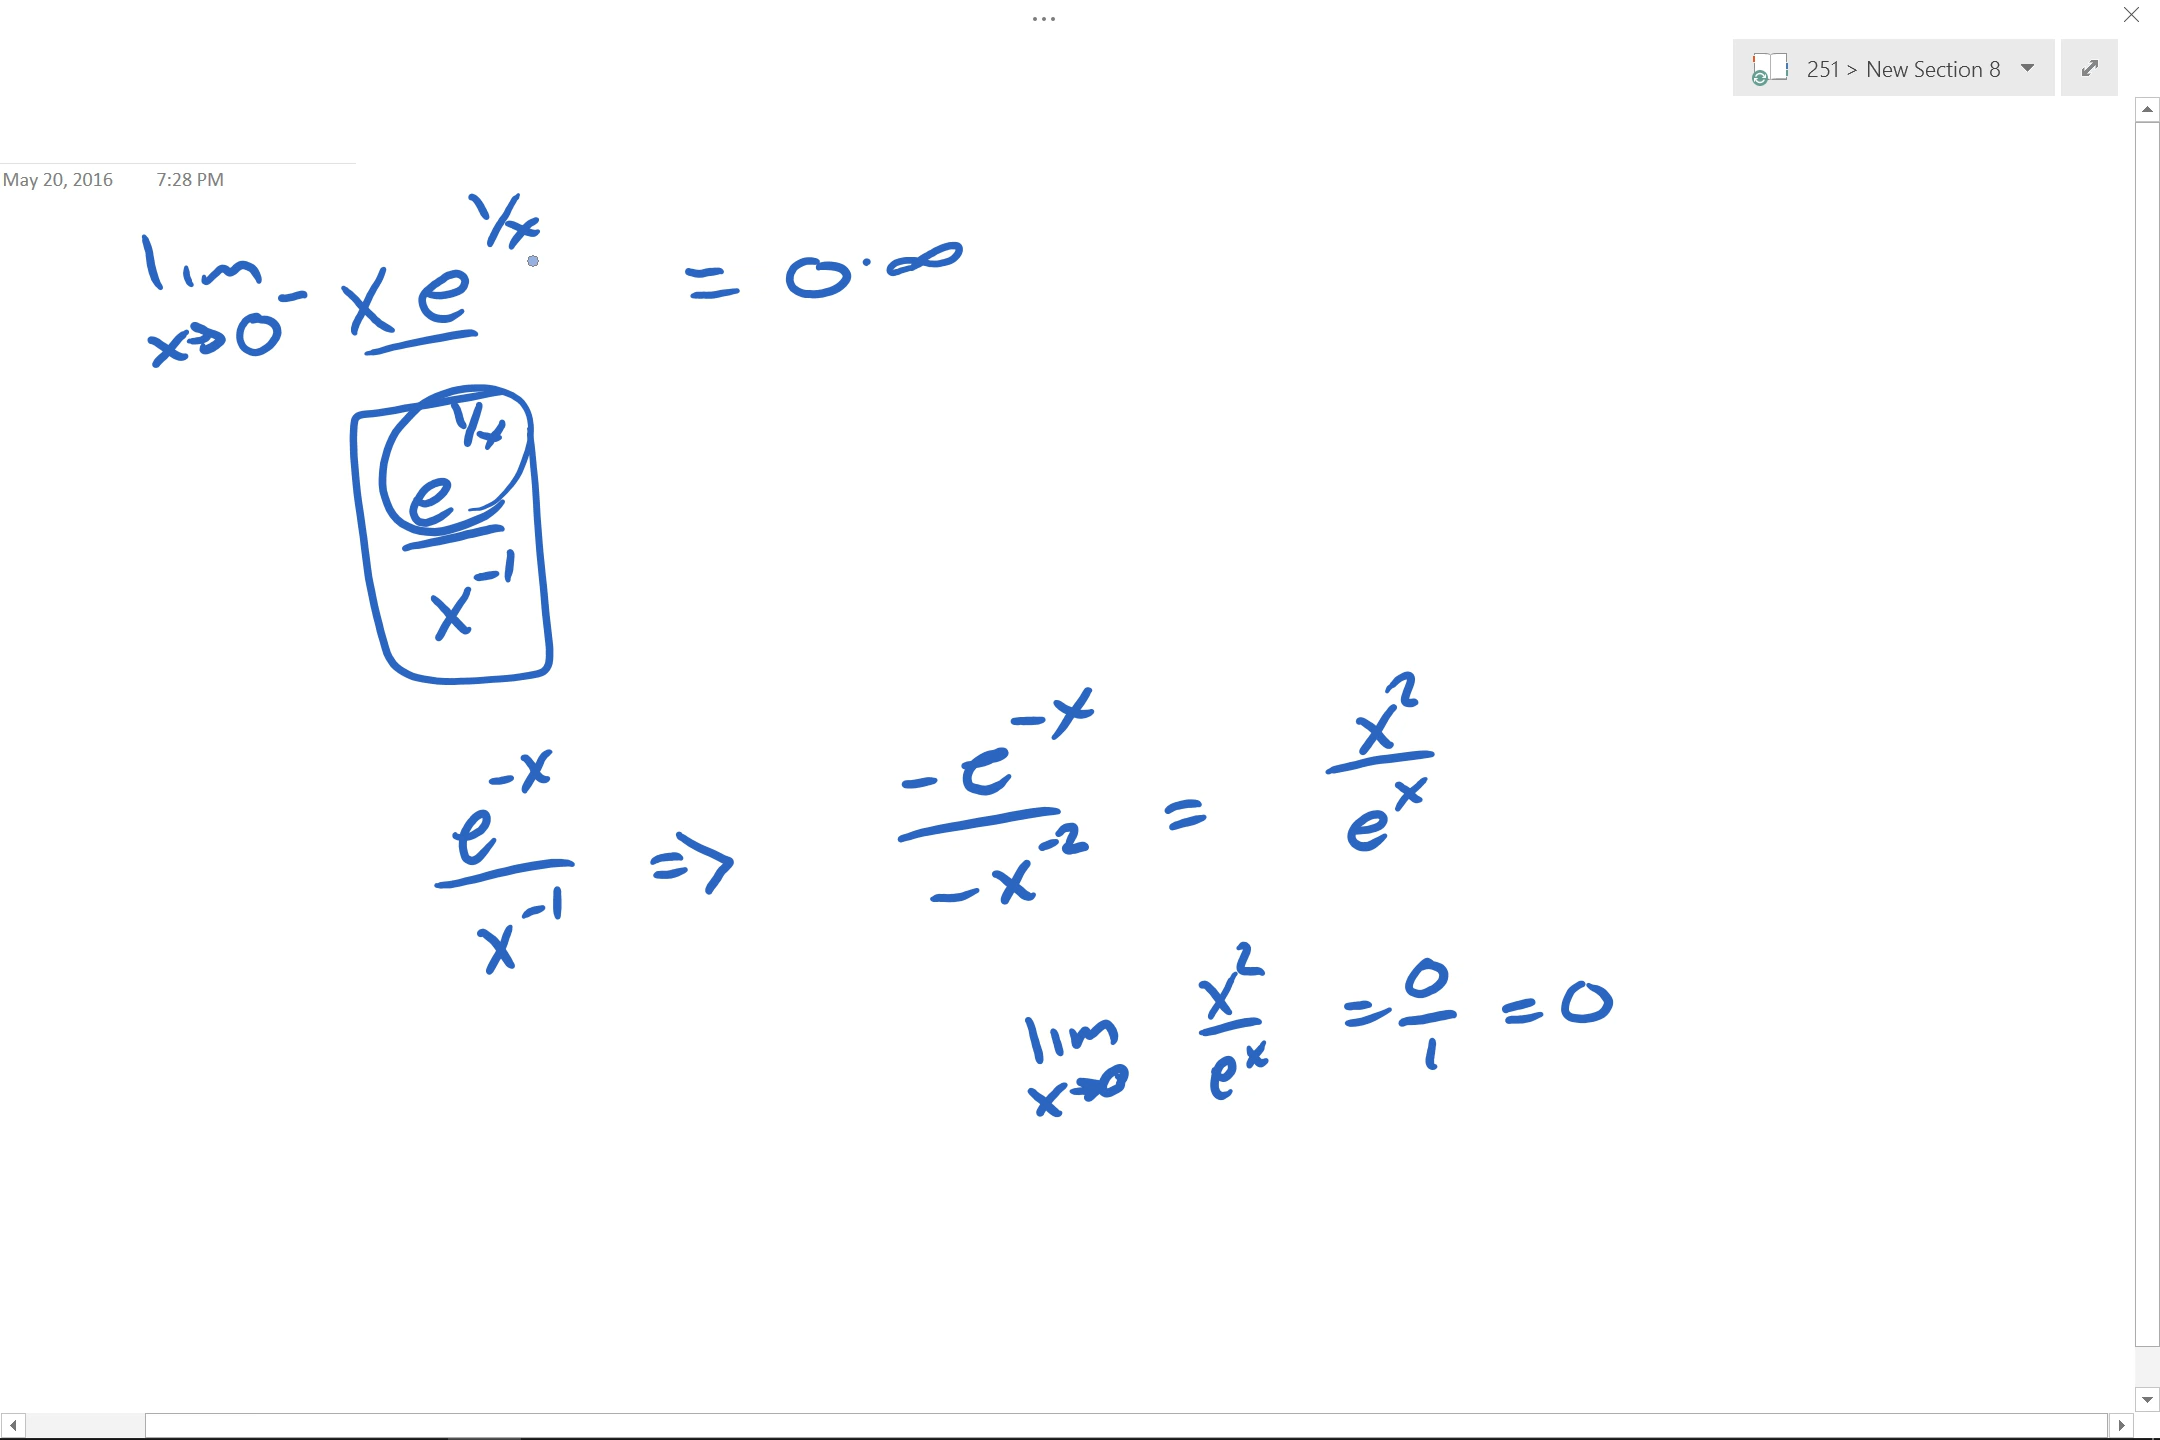 ...
251 > New Section 8
May 20, 2016 7:28 PM
lim x→0⁻ x e^(1/x) = 0·∞
e^(1/x) / x^(-1)
e^(-x) / x^(-1) => -e^(-x) / -x^(-2) = x² / e^x
lim x→0 x² / e^x = 0/1 = 0